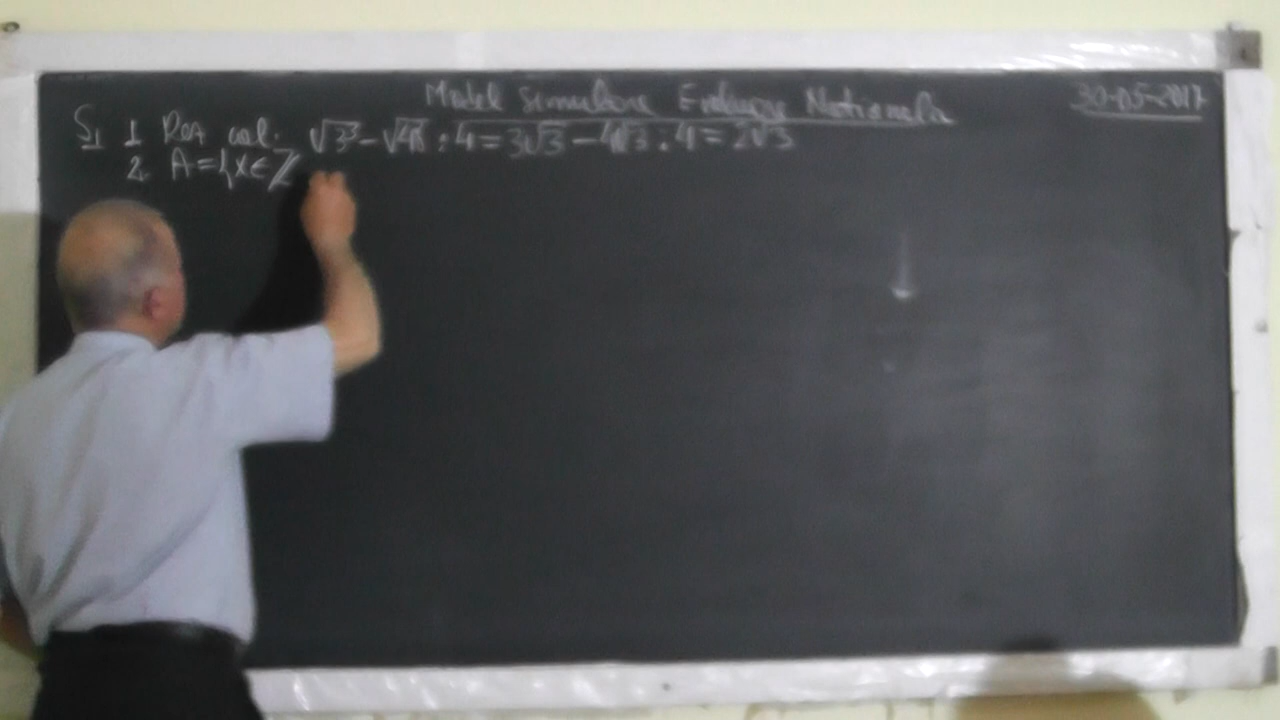 Model Simulare Evaluare Nationala 30-05-2017
S1 1 Rez cal: √3³-√48:4=3√3-4√3:4=2√3
2. A={x∈Z